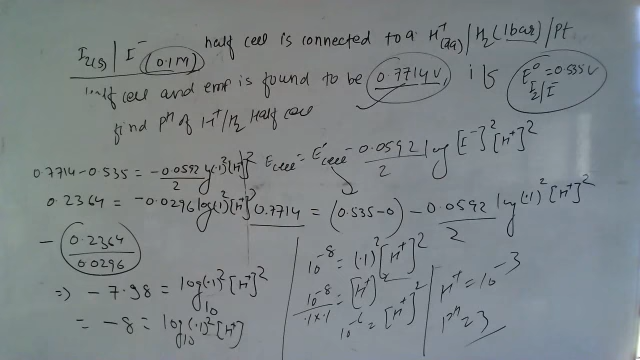 I2(s) | I⁻ (0.1M) half cell is connected to a H⁺(aq) / H2 (1bar) / Pt
half cell and emf is found to be 0.7714V if E° I2/I⁻ = 0.535V
find pH of H⁺/H2 Half cell
Ecell = E°cell - 0.0592/2 log [I⁻]² [H⁺]²
0.7714 - 0.535 = -0.0592/2 log(.1)² [H⁺]²
0.2364 = -0.0296 log(.1)² [H⁺]²
0.7714 = (0.535-0) - 0.0592/2 log(.1)² [H⁺]²
- 0.2364/0.0296
⇒ -7.98 = log10 (.1)² [H⁺]²
= -8 = log10 (.1)² [H⁺]
10⁻⁸ = (.1)² [H⁺]²
10⁻⁸/.1×.1 = [H⁺]²
10⁻⁶ = [H⁺]²
H⁺ = 10⁻³
pH = 3